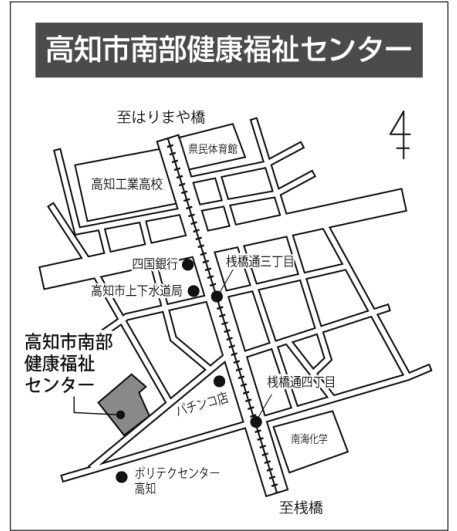 高知市南部健康福祉センター
至はりまや橋
県民体育館
高知工業高校
四国銀行
桟橋通三丁目
高知市上下水道局
高知市南部
健康福祉
センター
桟橋通四丁目
パチンコ店
南海化学
ポリテクセンター
高知
至桟橋